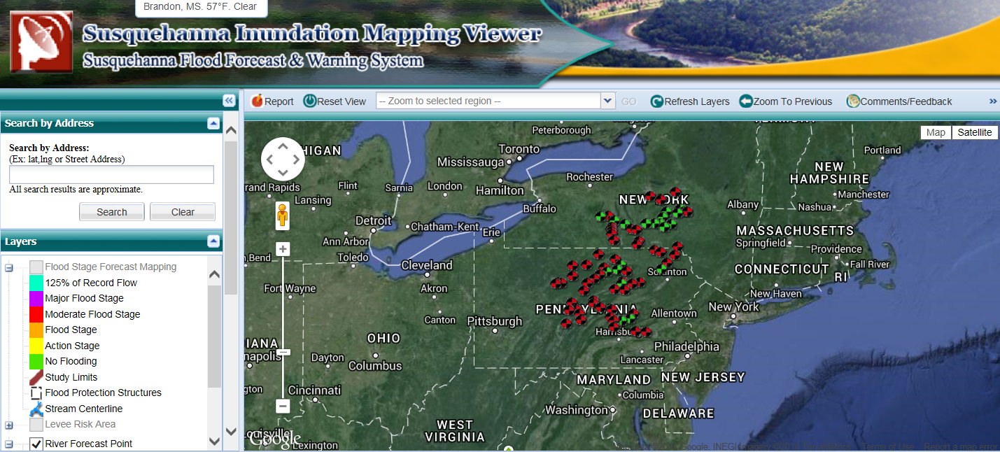 Brandon, MS. 57°F. Clear
Susquehanna Inundation Mapping Viewer
Susquehanna Flood Forecast & Warning System
Report
Reset View
-- Zoom to selected region --
GO
Refresh Layers
Zoom To Previous
Comments/Feedback
Search by Address
Search by Address:
(Ex: lat,lng or Street Address)
All search results are approximate.
Search
Clear
Layers
Flood Stage Forecast Mapping
125% of Record Flow
Major Flood Stage
Moderate Flood Stage
Flood Stage
Action Stage
No Flooding
Study Limits
Flood Protection Structures
Stream Centerline
Levee Risk Area
River Forecast Point
Map
Satellite
Peterborough
HIGAN
Toronto
Mississauga
Portland
NEW
HAMPSHIRE
Rochester
rand Rapids
Flint
Sarnia
London
Hamilton
Lansing
Buffalo
NEW YORK
Albany
Manchester
Nashua
Detroit
Chatham-Kent
Erie
Ann Arbor
MASSACHUSETTS
Springfield
Providence
Bend
Toledo
Cleveland
Scranton
CONNECTICUT
Fall River
RI
Fort Wayne
Akron
New Haven
Canton
Pittsburgh
PENNSYLVANIA
Allentown
New York
Harrisbu
OHIO
IANA
napolis
Dayton
Columbus
Philadelphia
Lancaster
MARYLAND
NEW JERSEY
gton
Cincinnati
Columbia
Washington
DELAWARE
WEST
VIRGINIA
ouisville
Google
Lexington
Google, INEGI Imagery
Terms of Use
Report a map error